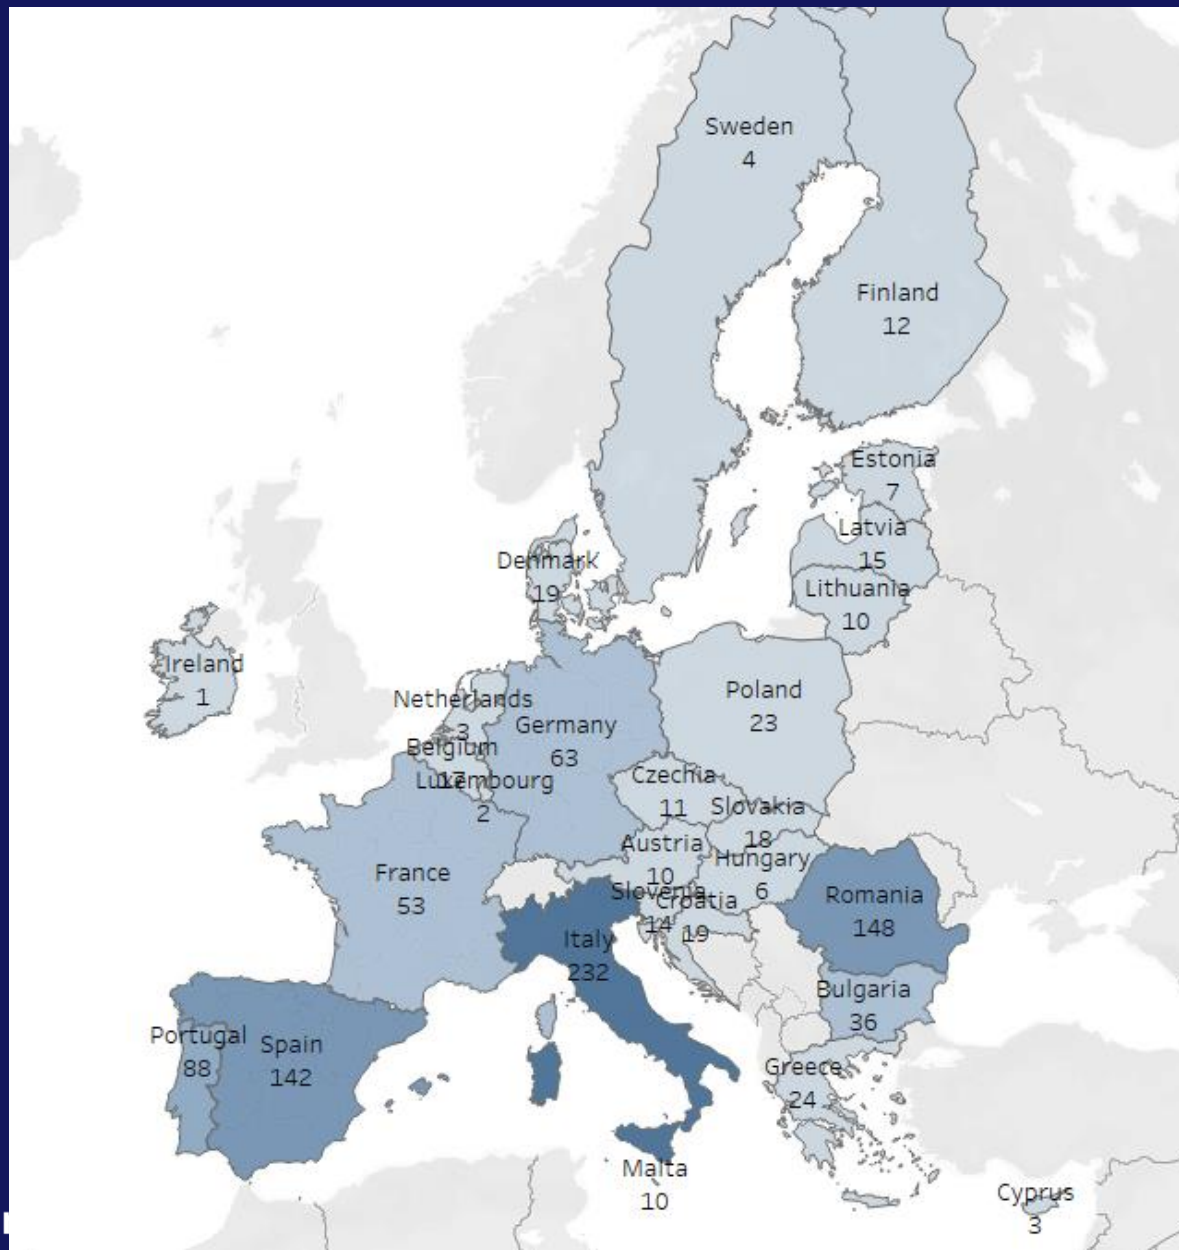 Sweden
4
Finland
12
Estonia
7
Latvia
15
Lithuania
10
Denmark
19
Ireland
1
Netherlands
3
Belgium
17
Luxembourg
2
Germany
63
Poland
23
Czechia
11
Slovakia
18
Austria
10
Hungary
6
Slovenia
14
Croatia
19
France
53
Romania
148
Italy
232
Bulgaria
36
Portugal
88
Spain
142
Greece
24
Malta
10
Cyprus
3